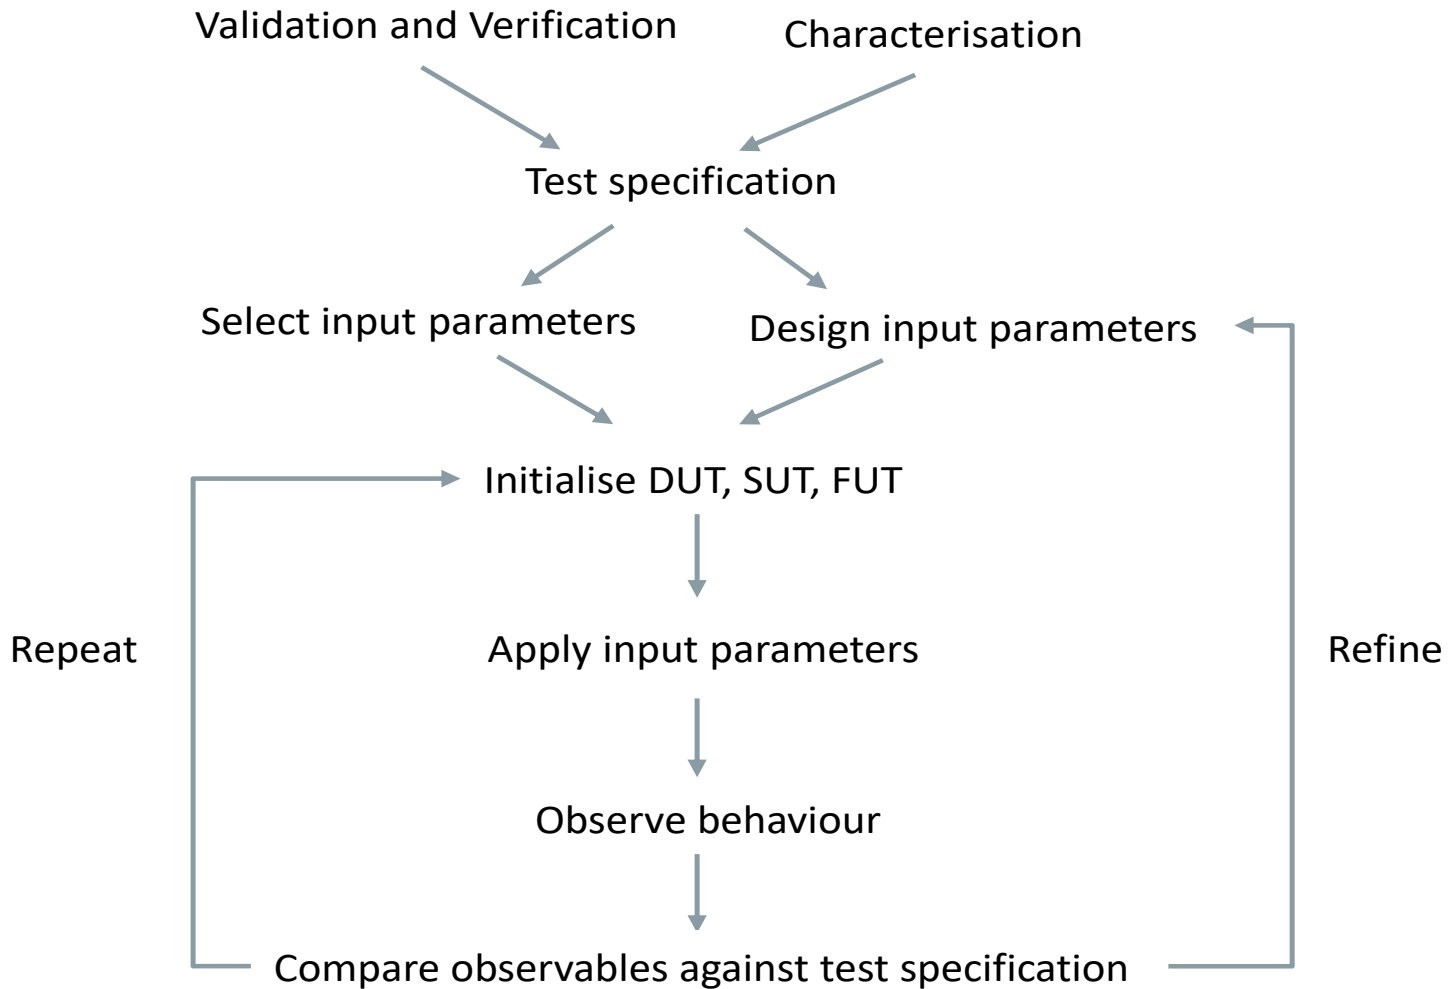 Validation and Verification
Characterisation
Test specification
Select input parameters
Design input parameters
Initialise DUT, SUT, FUT
Repeat
Apply input parameters
Refine
Observe behaviour
Compare observables against test specification